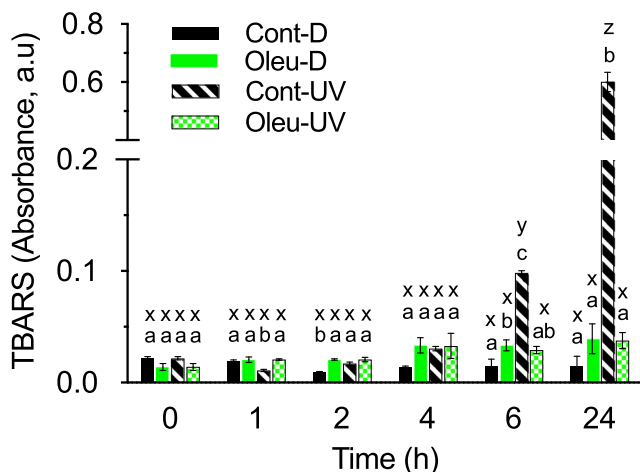 Cont-D
Oleu-D
Cont-UV
Oleu-UV
TBARS (Absorbance, a.u)
0.8
0.6
0.2
0.1
0.0
x x x x
a a a a
x x x x
a a b a
x x x x
b a a a
x x x x
a a a a
x x y x
a b c ab
x x z x
a a b a
0 1 2 4 6 24
Time (h)